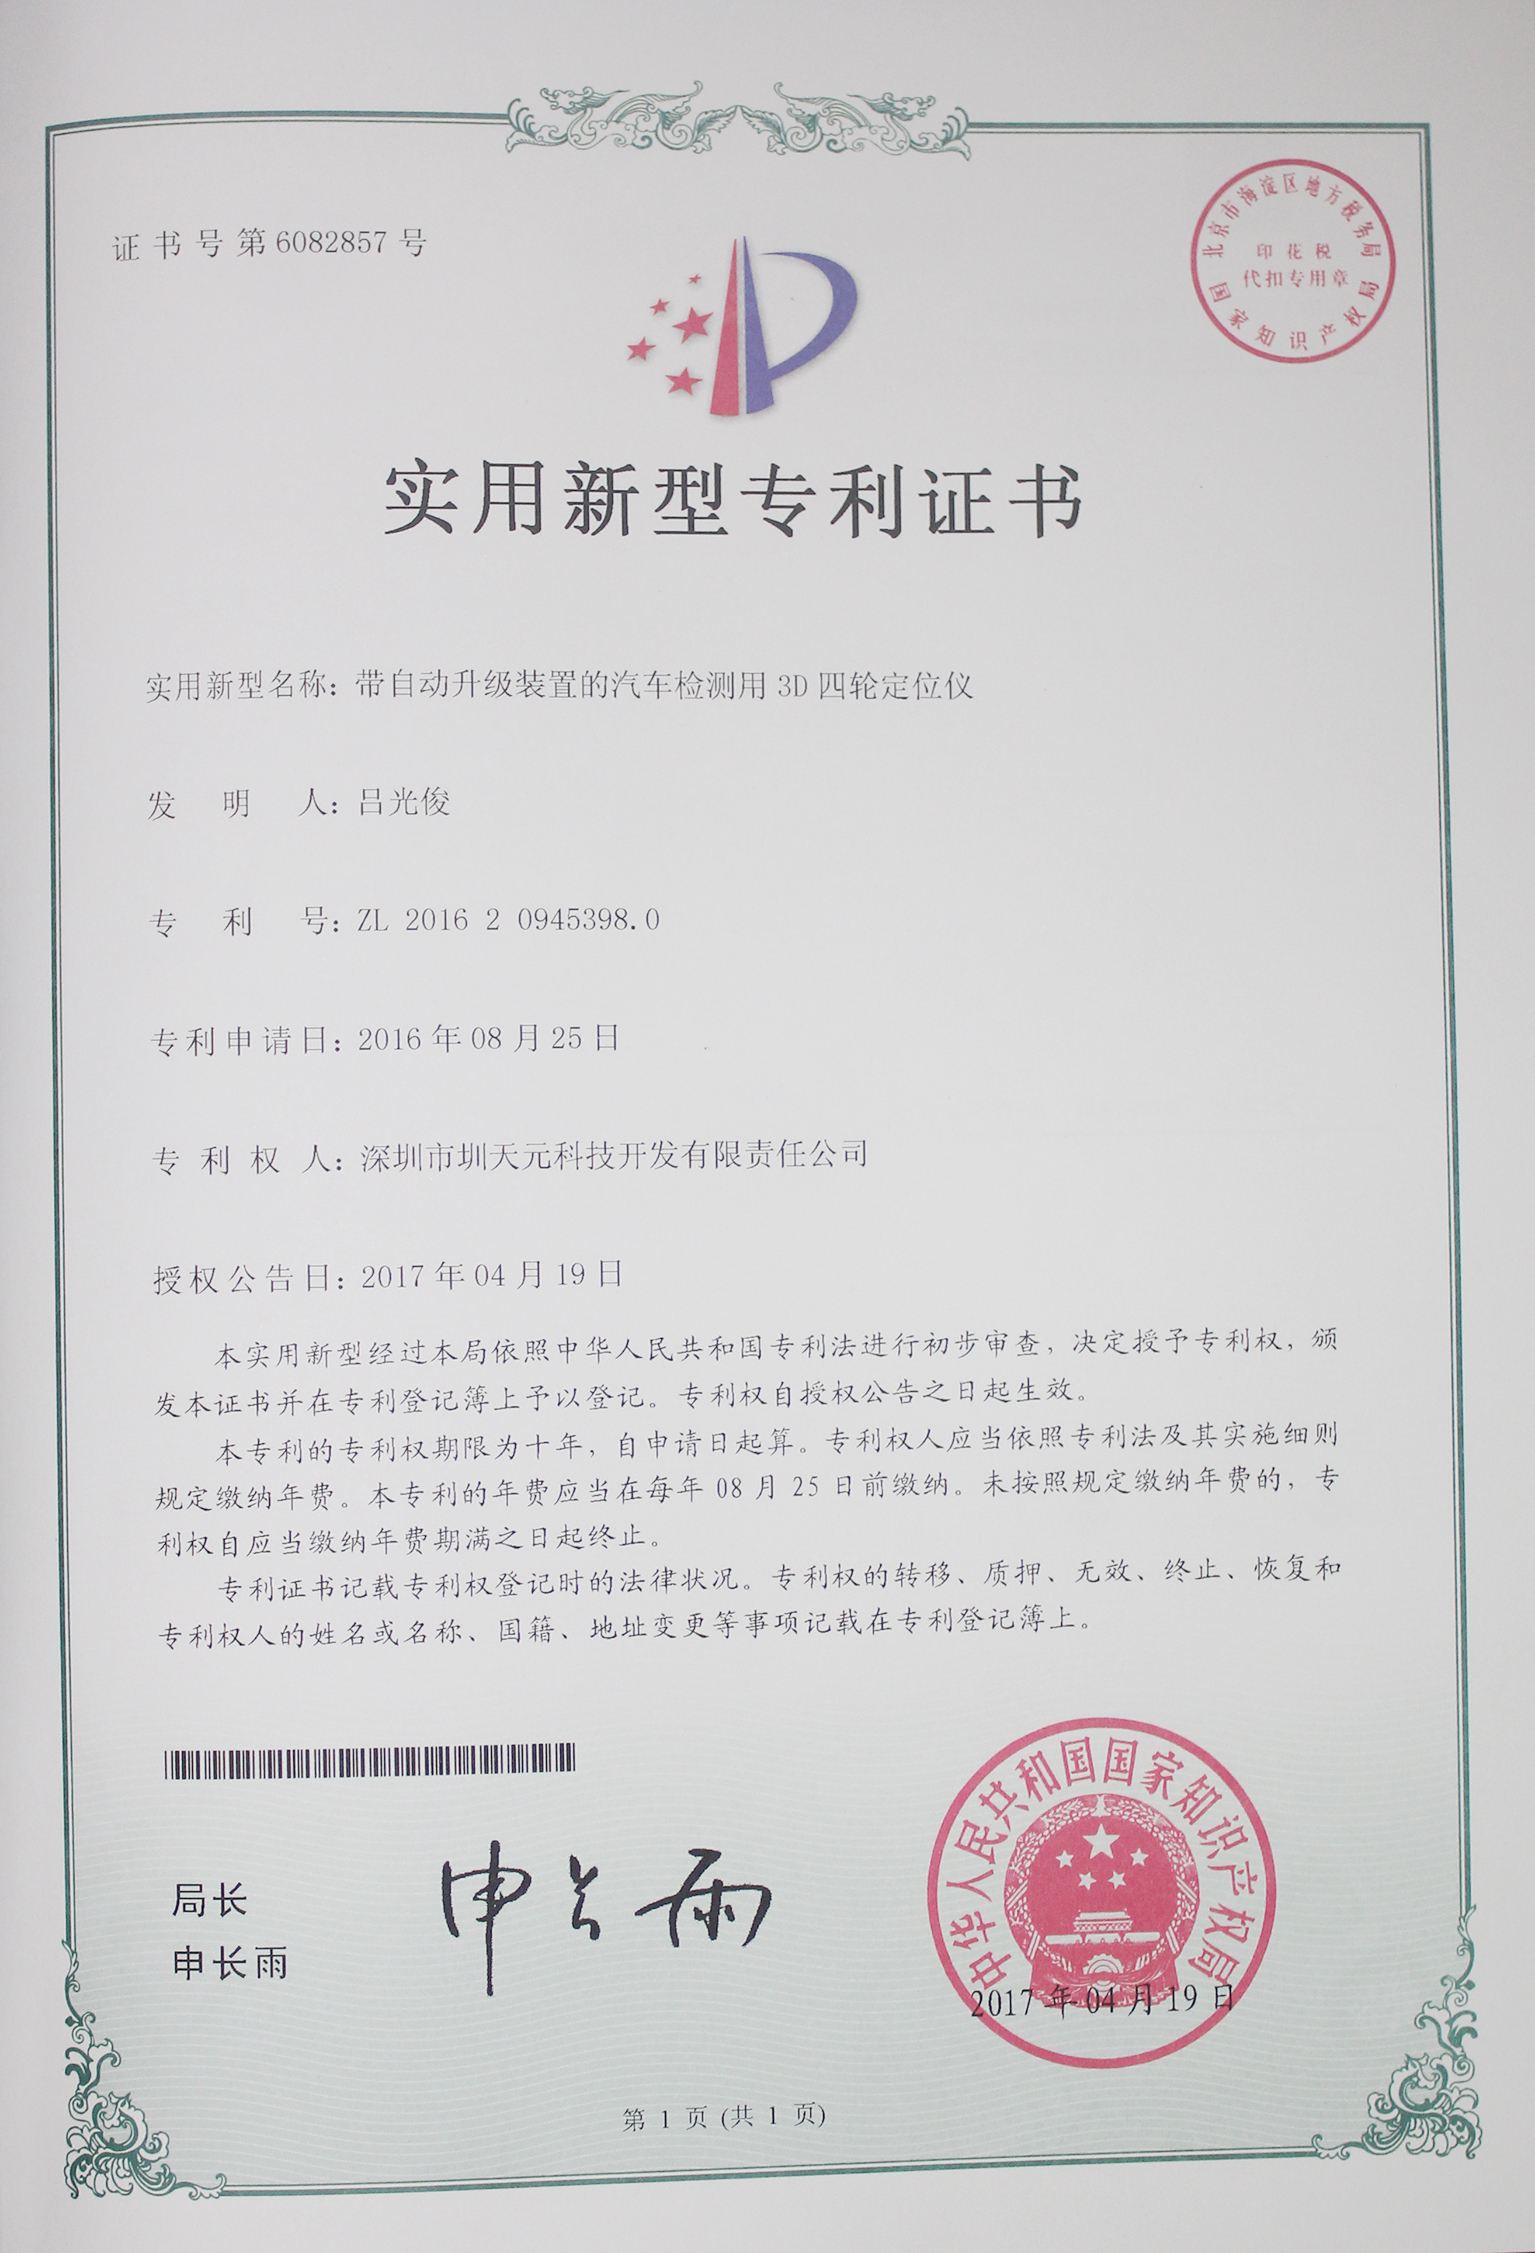 证书号第6082857号
北京市海淀区地方税务局
印花税
代扣专用章
国家知识产权局
实用新型专利证书
实用新型名称：带自动升级装置的汽车检测用3D四轮定位仪
发明人：吕光俊
专利号：ZL 2016 2 0945398.0
专利申请日：2016年08月25日
专利权人：深圳市圳天元科技开发有限责任公司
授权公告日：2017年04月19日
本实用新型经过本局依照中华人民共和国专利法进行初步审查，决定授予专利权，颁
发本证书并在专利登记簿上予以登记。专利权自授权公告之日起生效。
本专利的专利权期限为十年，自申请日起算。专利权人应当依照专利法及其实施细则
规定缴纳年费。本专利的年费应当在每年08月25日前缴纳。未按照规定缴纳年费的，专
利权自应当缴纳年费期满之日起终止。
专利证书记载专利权登记时的法律状况。专利权的转移、质押、无效、终止、恢复和
专利权人的姓名或名称、国籍、地址变更等事项记载在专利登记簿上。
局长
申长雨
申长雨
中华人民共和国国家知识产权局
2017年04月19日
第1页(共1页)